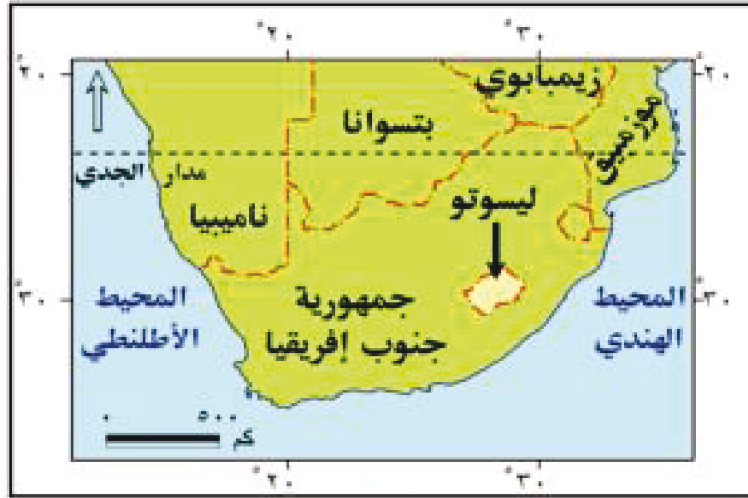 °٢٠ °٣٠
°٢٠ °٢٠
زيمبابوي
بتسوانا
موزمبيق
مدار الجدي
ليسوتو
ناميبيا
°٣٠ °٣٠
المحيط
الأطلنطي
جمهورية
جنوب إفريقيا
المحيط
الهندي
٠ ٥٠٠
كم
°٢٠ °٣٠